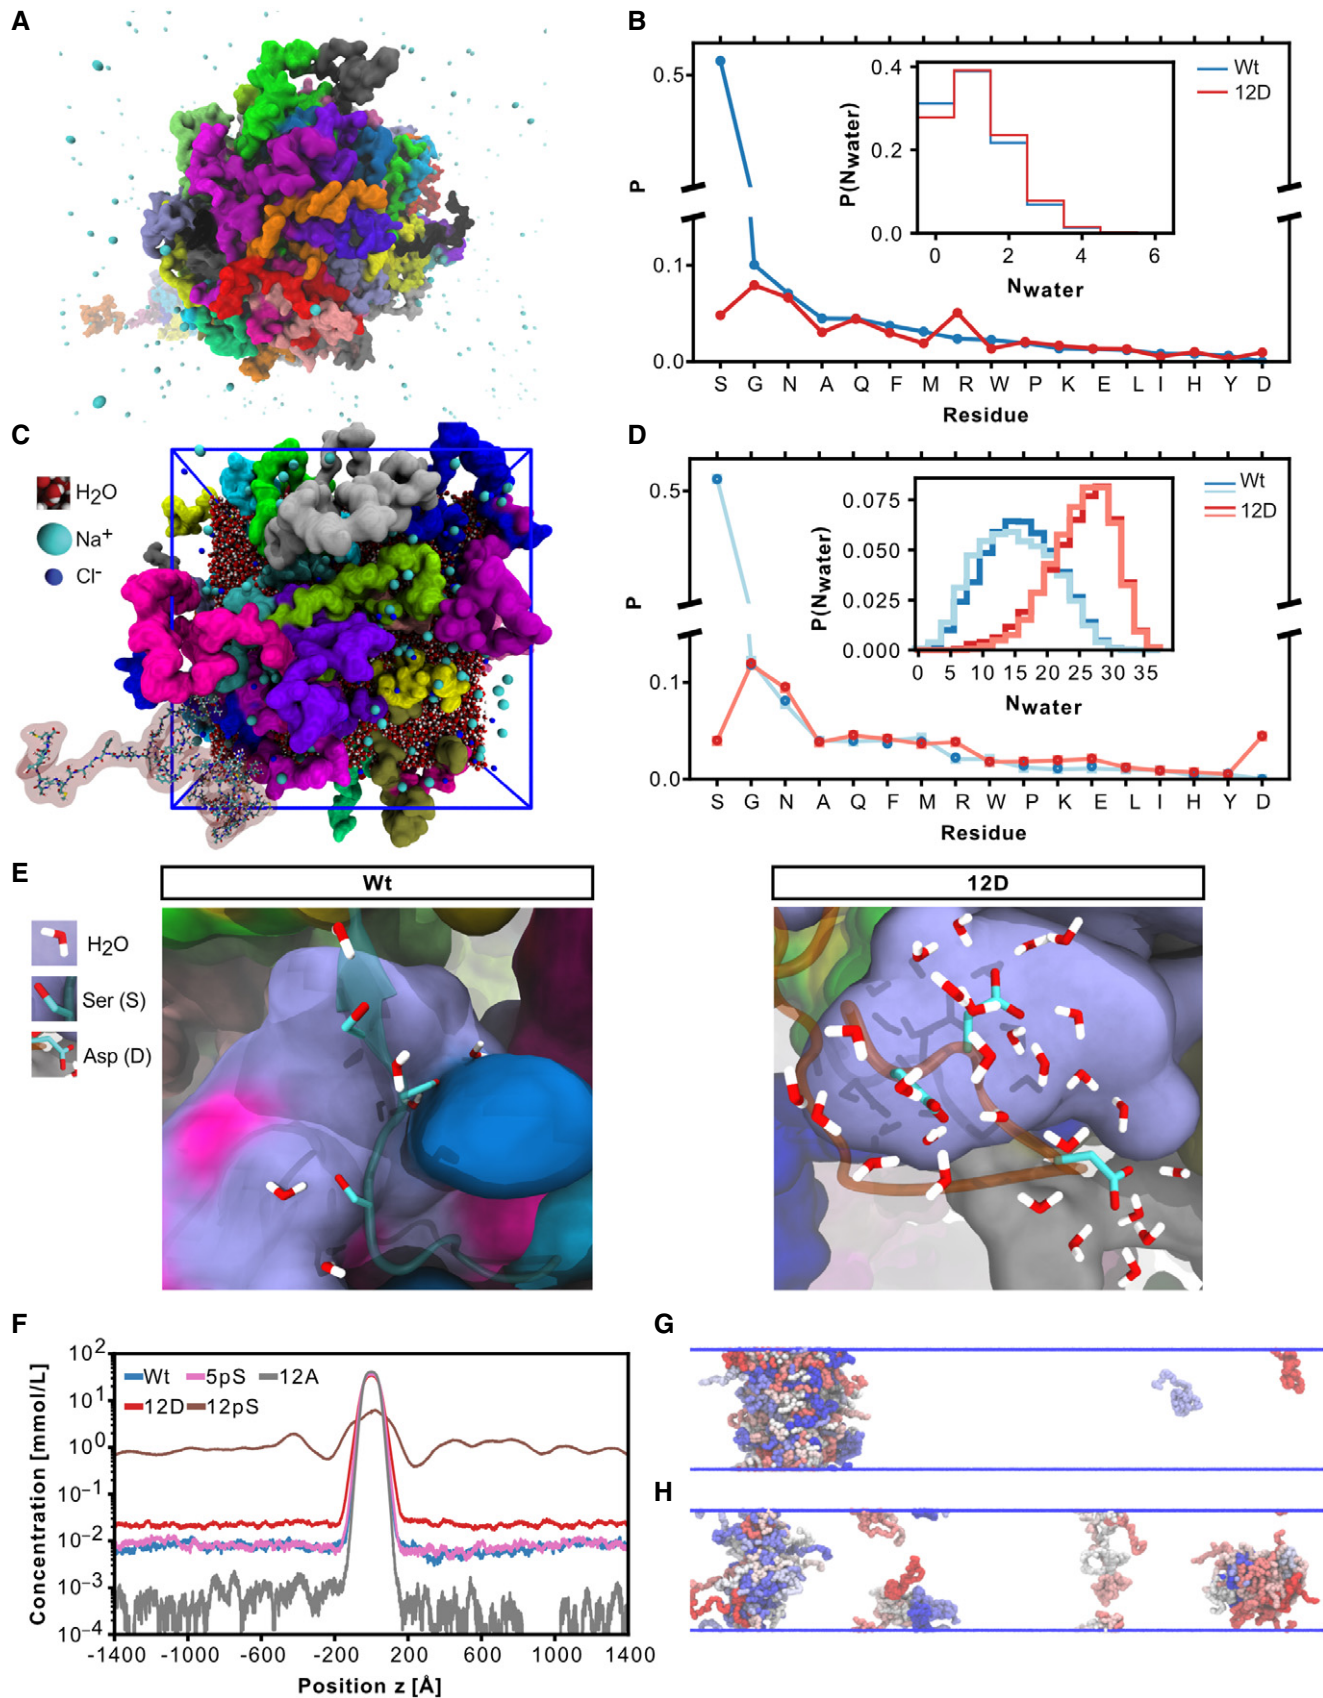 A
B
0.5
P
0.1
0.0
Wt
12D
P(Nwater)
0.4
0.2
0.0
0 2 4 6
Nwater
S G N A Q F M R W P K E L I H Y D
Residue
C
H2O
Na+
Cl-
D
0.5
P
0.1
0.0
Wt
12D
P(Nwater)
0.075
0.050
0.025
0.000
0 5 10 15 20 25 30 35
Nwater
S G N A Q F M R W P K E L I H Y D
Residue
E
Wt
12D
H2O
Ser (S)
Asp (D)
F
Concentration [mmol/L]
10^2
10^1
10^0
10^-1
10^-2
10^-3
10^-4
Wt 5pS 12A
12D 12pS
-1400 -1000 -600 -200 200 600 1000 1400
Position z [Å]
G
H